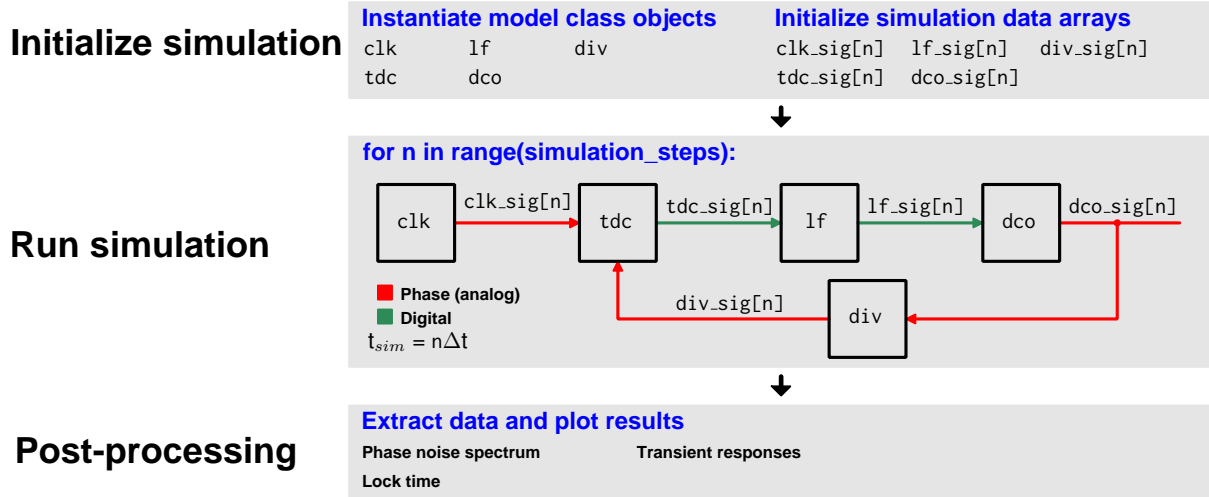 Initialize simulation
Instantiate model class objects
clk lf div
tdc dco
Initialize simulation data arrays
clk_sig[n] lf_sig[n] div_sig[n]
tdc_sig[n] dco_sig[n]
Run simulation
for n in range(simulation_steps):
clk clk_sig[n] tdc tdc_sig[n] lf lf_sig[n] dco dco_sig[n]
Phase (analog)
Digital
div_sig[n] div
t_{sim} = nΔt
Post-processing
Extract data and plot results
Phase noise spectrum Transient responses
Lock time